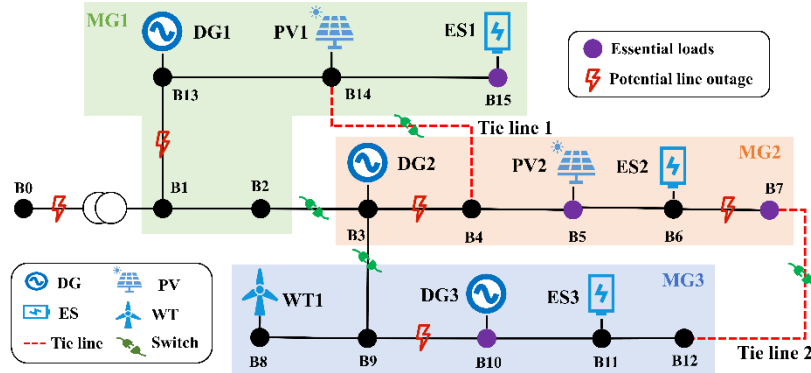 MG1
DG1
PV1
ES1
B13
B14
B15
Essential loads
Potential line outage
Tie line 1
DG2
PV2
ES2
MG2
B7
B0
B1
B2
B3
B4
B5
B6
DG
PV
ES
WT
Tie line
Switch
WT1
DG3
ES3
MG3
B8
B9
B10
B11
B12
Tie line 2